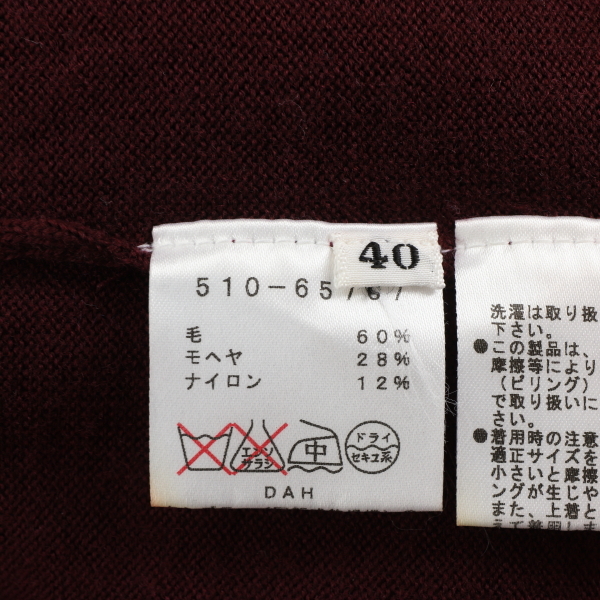 40
510-65767
毛 60%
モヘヤ 28%
ナイロン 12%
エンソ
サラシ
中
ドライ
セキユ系
DAH
洗濯は取り扱
下さい。
●この製品は、
摩擦等により
(ピリング)
で取り扱いに
さい。
●着用時の注意
適正サイズを
小さいと摩擦
ングが生じや
また、上着と